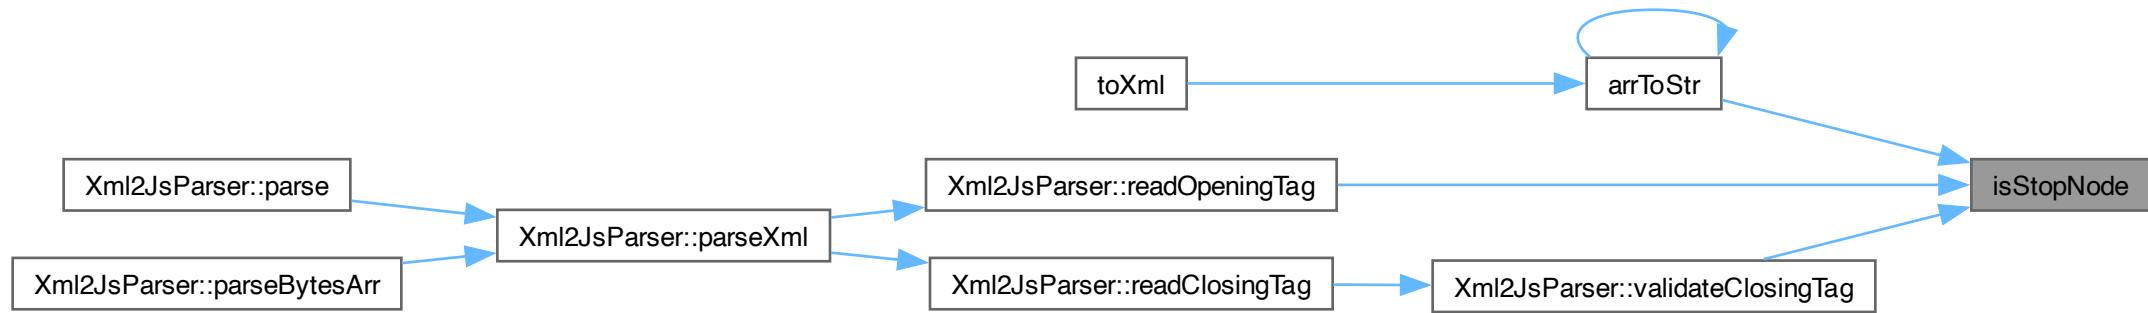 toXml
arrToStr
Xml2JsParser::parse
Xml2JsParser::readOpeningTag
isStopNode
Xml2JsParser::parseXml
Xml2JsParser::parseBytesArr
Xml2JsParser::readClosingTag
Xml2JsParser::validateClosingTag